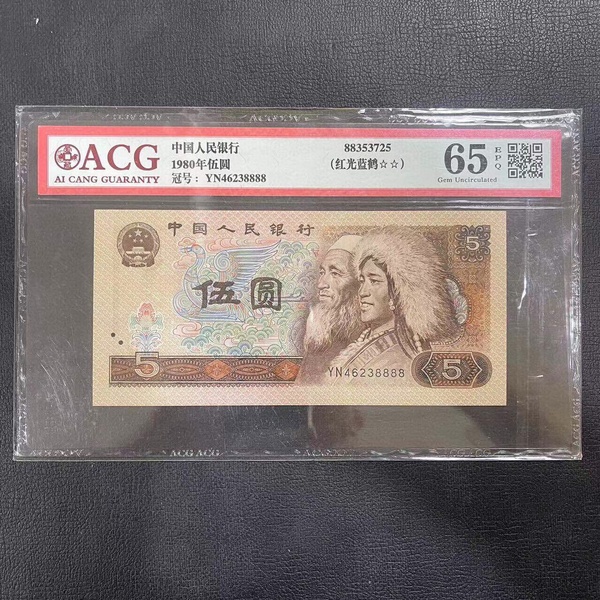 ACG
AI CANG GUARANTY
中国人民银行
1980年伍圆
冠号：YN46238888
88353725
（红光蓝鹤☆☆）
65
EPQ
Gem Uncirculated
中国人民银行
5
伍圆
5
YN46238888
5
ACG ACG